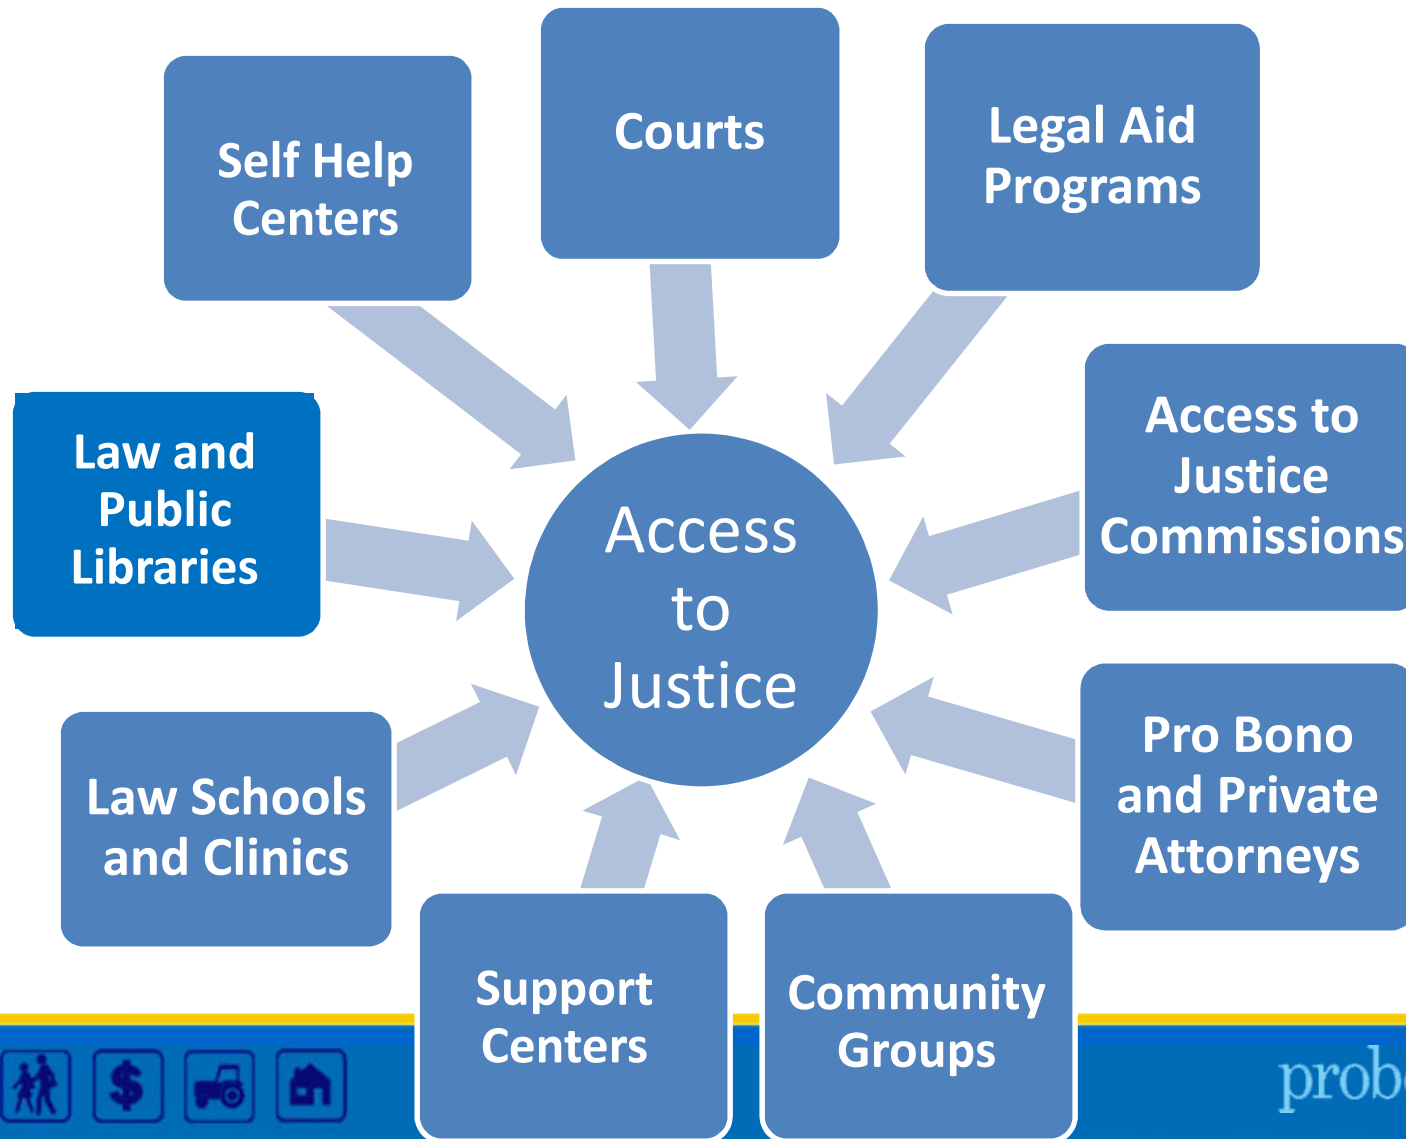 Self Help
Centers
Courts
Legal Aid
Programs
Law and
Public
Libraries
Access
to
Justice
Access to
Justice
Commissions
Law Schools
and Clinics
Pro Bono
and Private
Attorneys
Support
Centers
Community
Groups
$